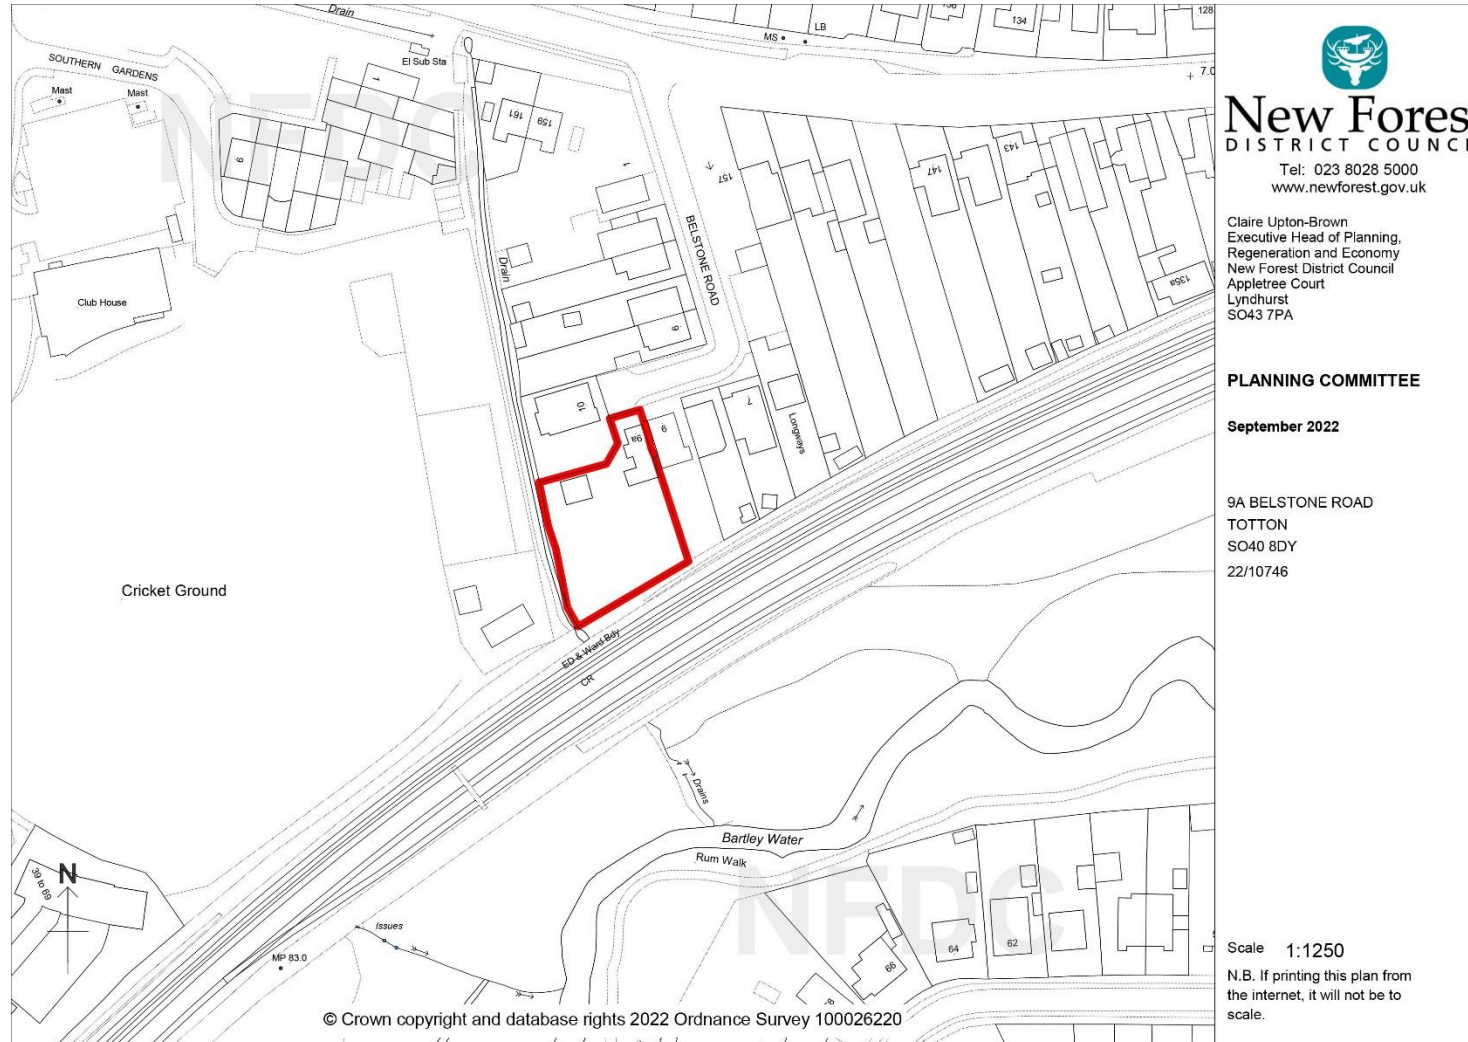 Drain
136
134
128
LB
MS
El Sub Sta
7.0
SOUTHERN GARDENS
Mast
Mast
1
161
159
NFDC
9
1
157
147
143
BELSTONE ROAD
Drain
135a
Club House
9
10
7
Longways
9
9a
Cricket Ground
ED & Ward Bdy
CR
Drains
Bartley Water
Rum Walk
NFDC
39 to 69
N
Issues
MP 83.0
64
62
66
© Crown copyright and database rights 2022 Ordnance Survey 100026220
New Fores
DISTRICT COUNCI
Tel: 023 8028 5000
www.newforest.gov.uk
Claire Upton-Brown
Executive Head of Planning,
Regeneration and Economy
New Forest District Council
Appletree Court
Lyndhurst
SO43 7PA
PLANNING COMMITTEE
September 2022
9A BELSTONE ROAD
TOTTON
SO40 8DY
22/10746
Scale 1:1250
N.B. If printing this plan from
the internet, it will not be to
scale.